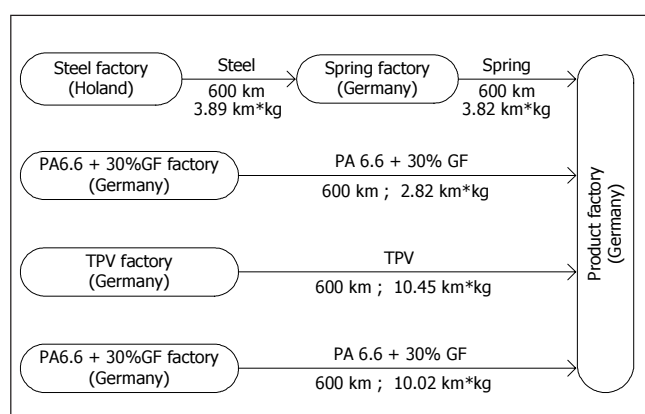 Steel factory
(Holand)
Steel
600 km
3.89 km*kg
Spring factory
(Germany)
Spring
600 km
3.82 km*kg
PA6.6 + 30%GF factory
(Germany)
PA 6.6 + 30% GF
600 km ; 2.82 km*kg
TPV factory
(Germany)
TPV
600 km ; 10.45 km*kg
PA6.6 + 30%GF factory
(Germany)
PA 6.6 + 30% GF
600 km ; 10.02 km*kg
Product factory
(Germany)